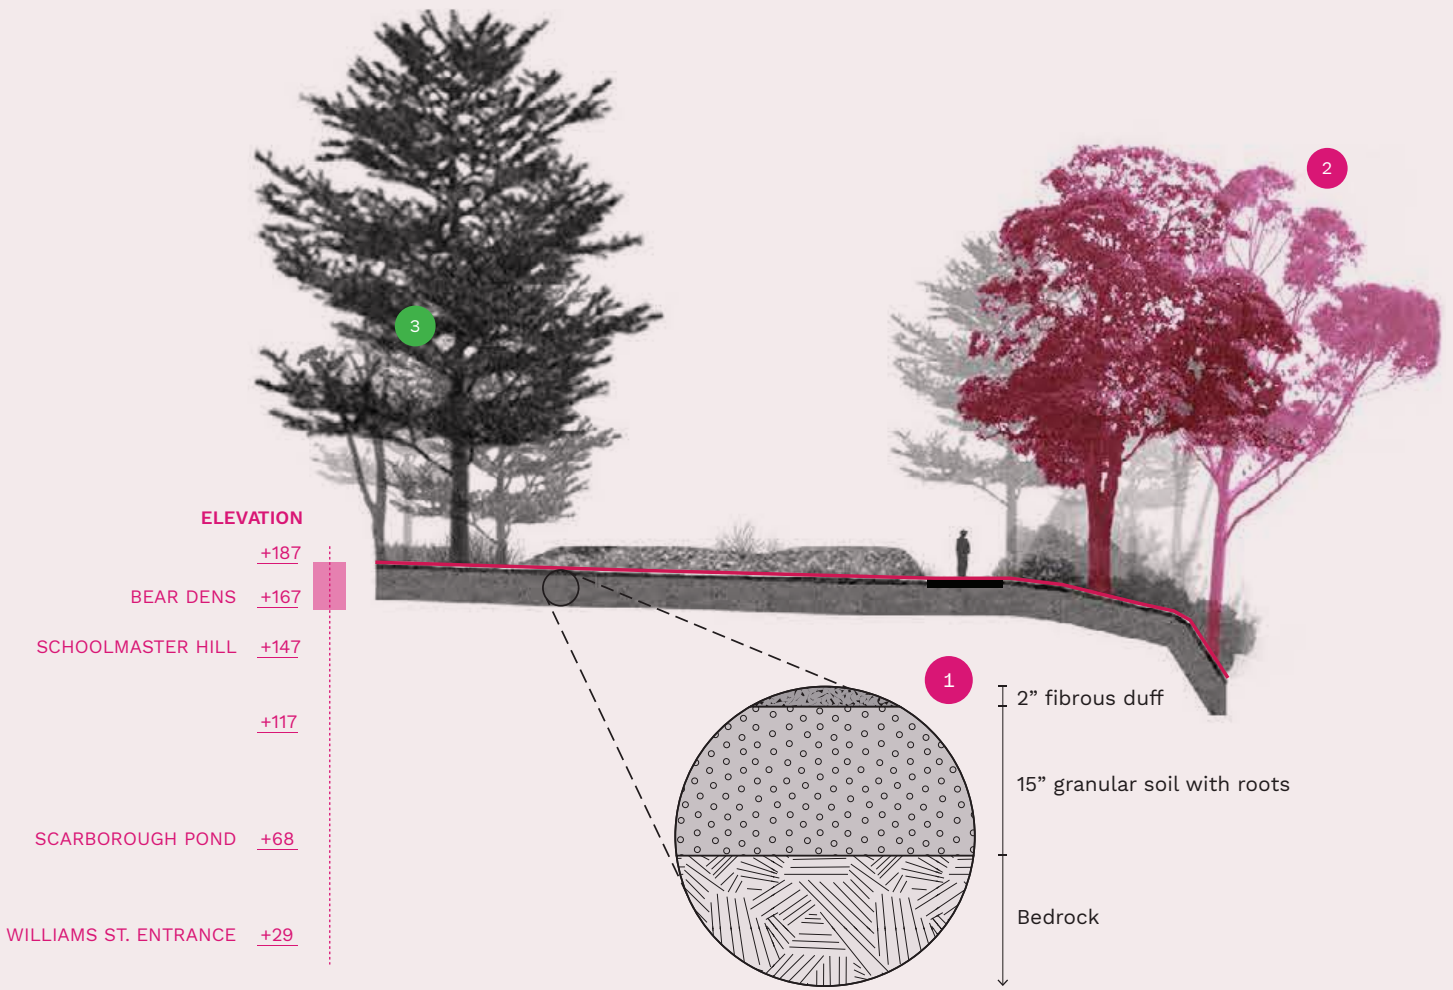 2
3
ELEVATION
+187
BEAR DENS +167
SCHOOLMASTER HILL +147
+117
SCARBOROUGH POND +68
WILLIAMS ST. ENTRANCE +29
1
2” fibrous duff
15” granular soil with roots
Bedrock